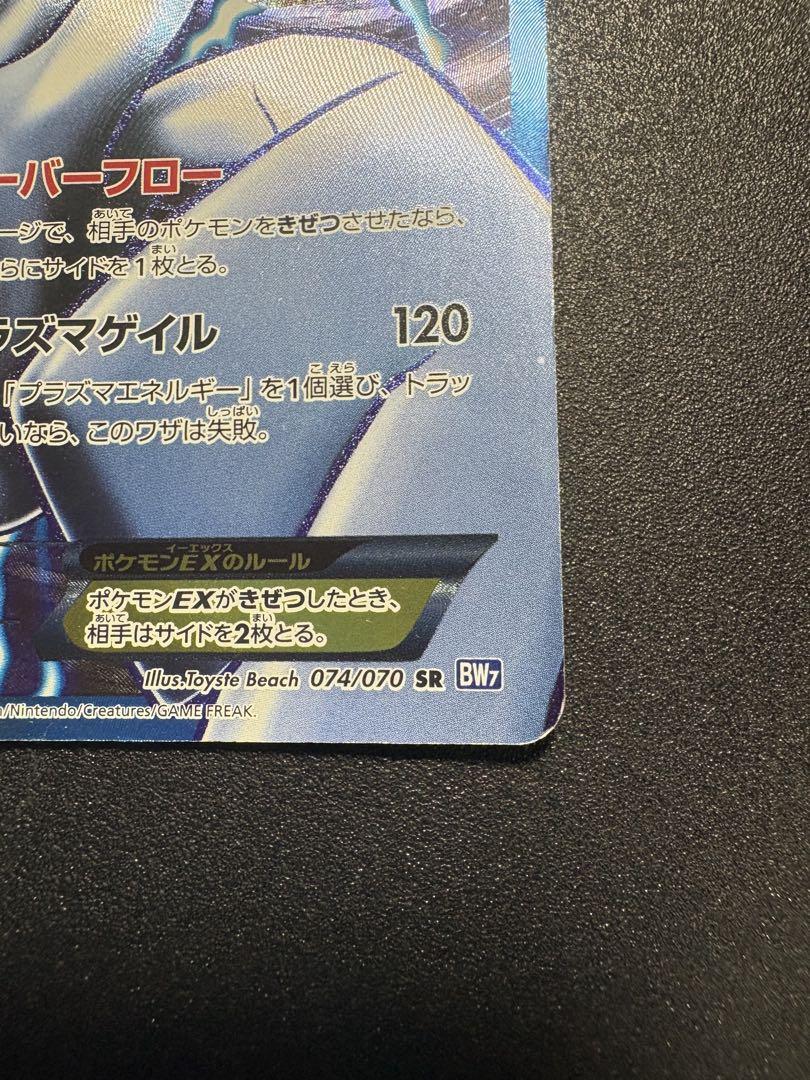 ーバーフロー
ージで、相手のポケモンをきぜつさせたなら、
らにサイドを1枚とる。
ラズマゲイル 120
「プラズマエネルギー」を1個選び、トラッ
いなら、このワザは失敗。
ポケモンEXのルール
ポケモンEXがきぜつしたとき、
相手はサイドを2枚とる。
Illus.Toyste Beach 074/070 SR BW7
/Nintendo/Creatures/GAME FREAK.